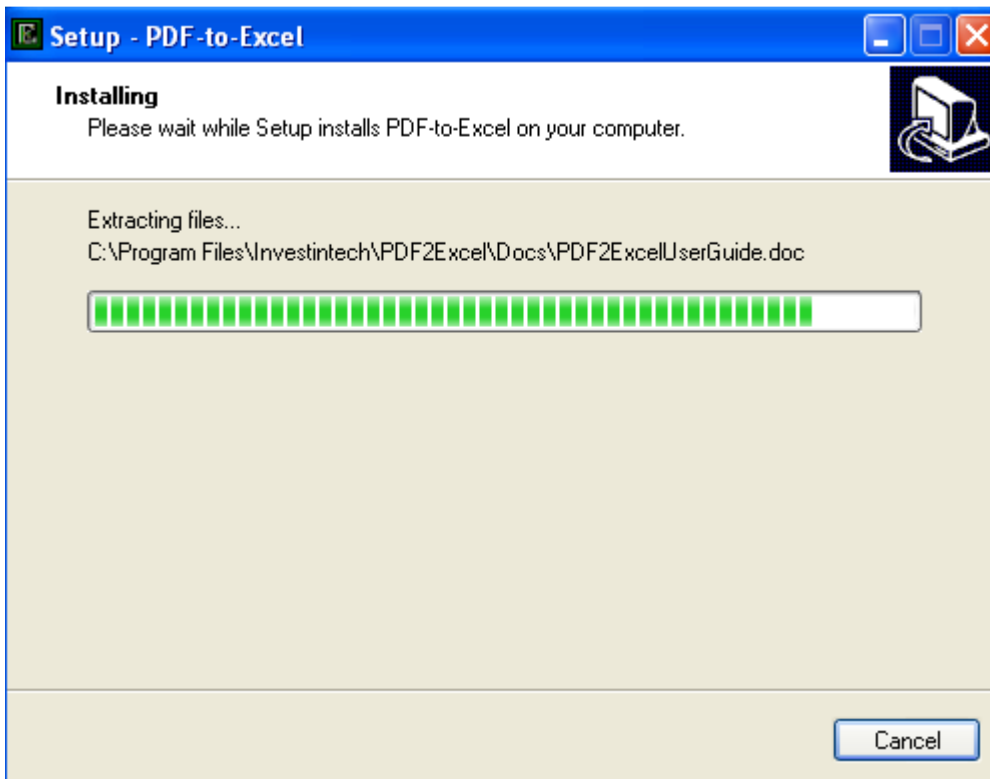 Setup - PDF-to-Excel
Installing
Please wait while Setup installs PDF-to-Excel on your computer.
Extracting files...
C:\Program Files\Investintech\PDF2Excel\Docs\PDF2ExcelUserGuide.doc
Cancel